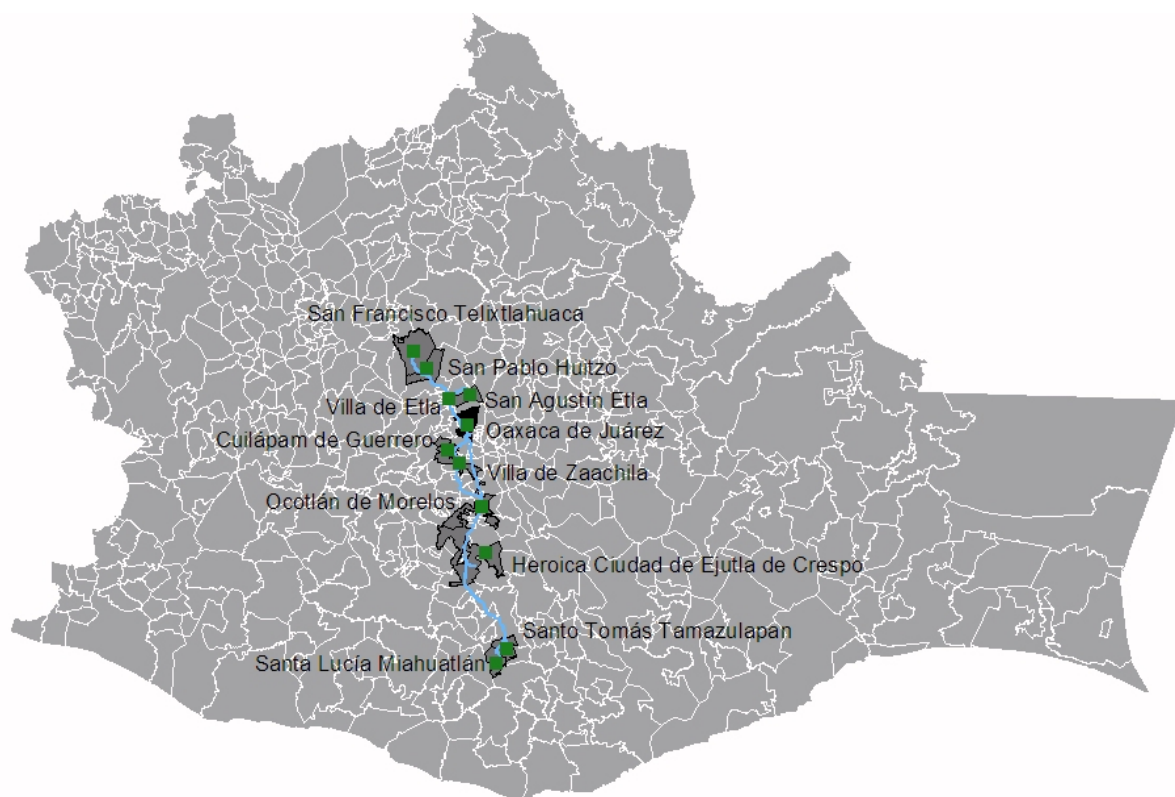 San Francisco Telixtlahuaca
San Pablo Huitzo
Villa de Etla
San Agustín Etla
Oaxaca de Juárez
Cuilápam de Guerrero
Villa de Zaachila
Ocotlán de Morelos
Heroica Ciudad de Ejutla de Crespo
Santo Tomás Tamazulapan
Santa Lucía Miahuatlán